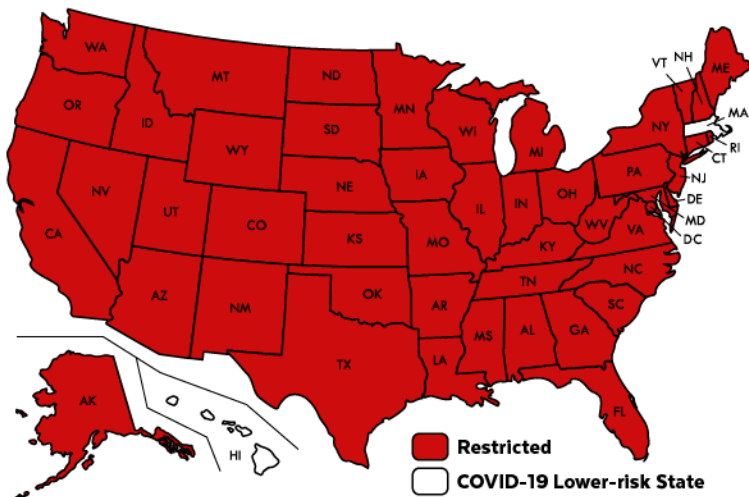 WA
MT
ND
MN
VT
NH
ME
OR
ID
SD
WI
MI
NY
MA
WY
RI
CT
IA
PA
NJ
NV
NE
OH
DE
UT
CO
IL
IN
WV
MD
VA
DC
CA
KS
MO
KY
NC
TN
AZ
NM
OK
AR
SC
MS
AL
GA
TX
LA
AK
FL
HI
Restricted
COVID-19 Lower-risk State